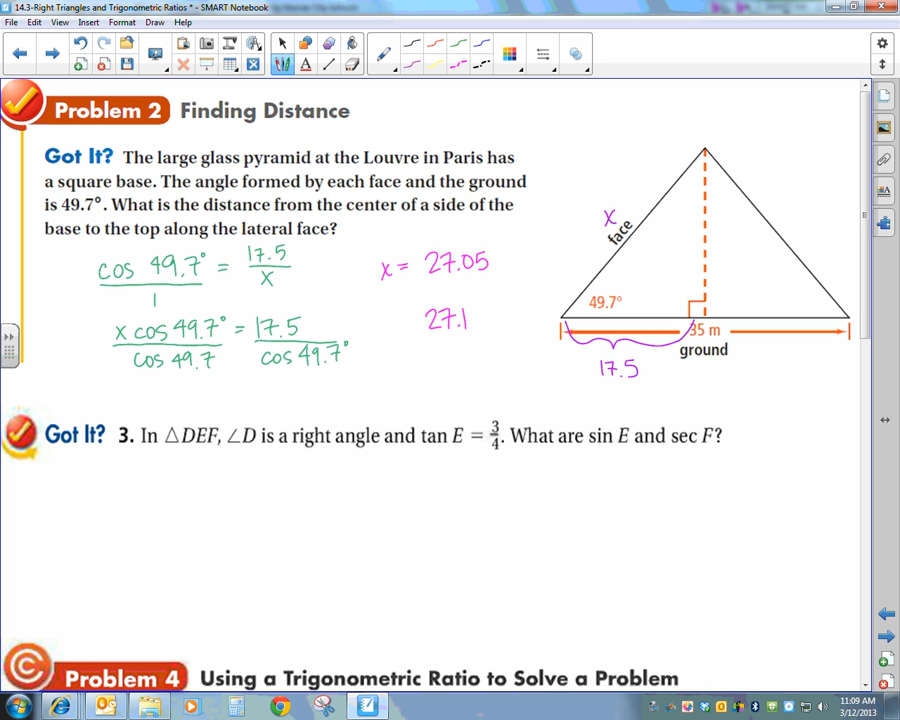 14.3-Right Triangles and Trigonometric Ratios * - SMART Notebook
File Edit View Insert Format Draw Help
Problem 2 Finding Distance
Got It? The large glass pyramid at the Louvre in Paris has
a square base. The angle formed by each face and the ground
is 49.7°. What is the distance from the center of a side of the
base to the top along the lateral face?
cos 49.7° = 17.5 / x
1
x cos 49.7° = 17.5
cos 49.7 cos 49.7°
x = 27.05
27.1
x
face
49.7°
35 m
ground
17.5
Got It? 3. In △DEF, ∠D is a right angle and tan E = 3/4. What are sin E and sec F?
Problem 4 Using a Trigonometric Ratio to Solve a Problem
11:09 AM
3/12/2013